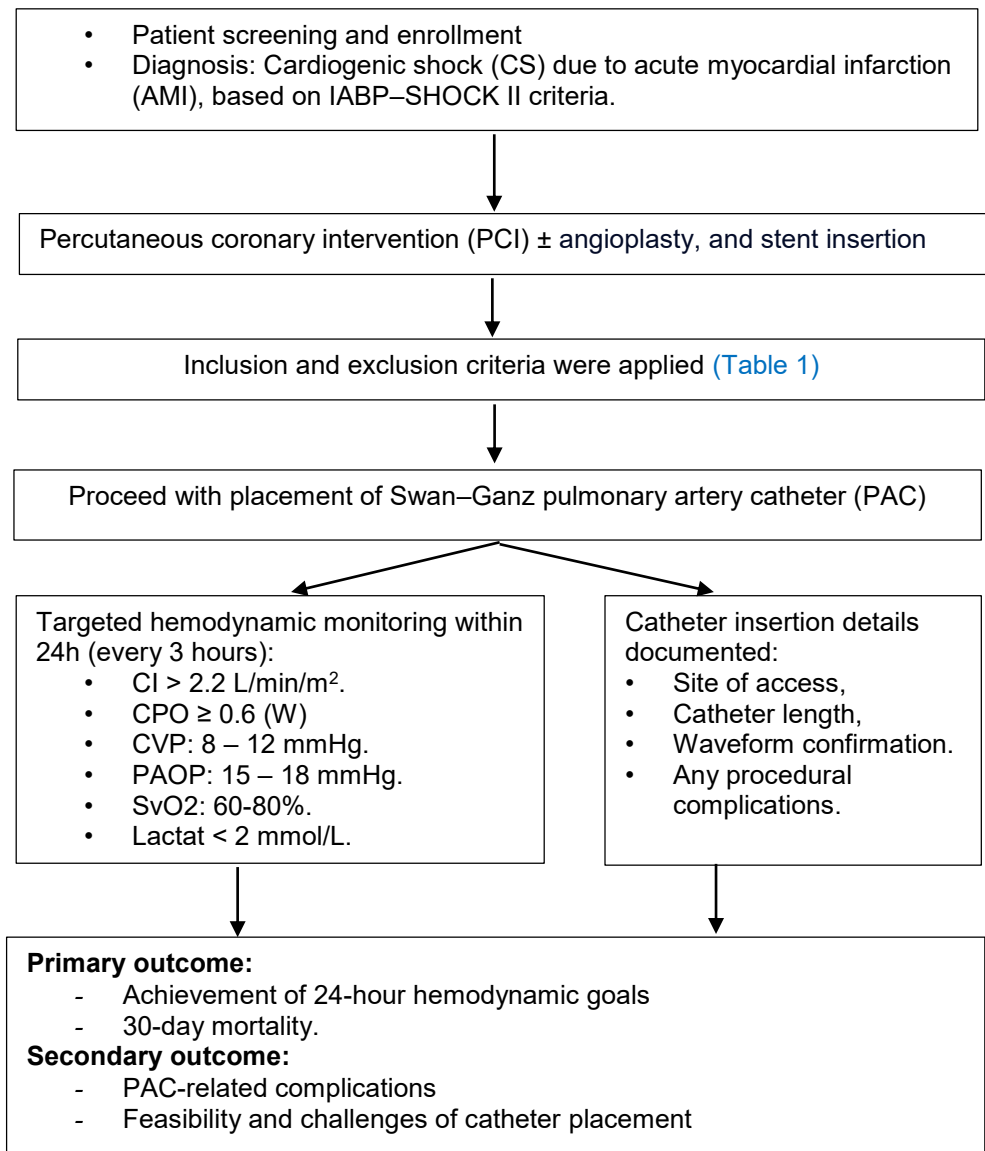 • Patient screening and enrollment
• Diagnosis: Cardiogenic shock (CS) due to acute myocardial infarction
(AMI), based on IABP–SHOCK II criteria.
Percutaneous coronary intervention (PCI) ± angioplasty, and stent insertion
Inclusion and exclusion criteria were applied (Table 1)
Proceed with placement of Swan–Ganz pulmonary artery catheter (PAC)
Targeted hemodynamic monitoring within
24h (every 3 hours):
• CI > 2.2 L/min/m².
• CPO ≥ 0.6 (W)
• CVP: 8 – 12 mmHg.
• PAOP: 15 – 18 mmHg.
• SvO2: 60-80%.
• Lactat < 2 mmol/L.
Catheter insertion details
documented:
• Site of access,
• Catheter length,
• Waveform confirmation.
• Any procedural
complications.
Primary outcome:
- Achievement of 24-hour hemodynamic goals
- 30-day mortality.
Secondary outcome:
- PAC-related complications
- Feasibility and challenges of catheter placement